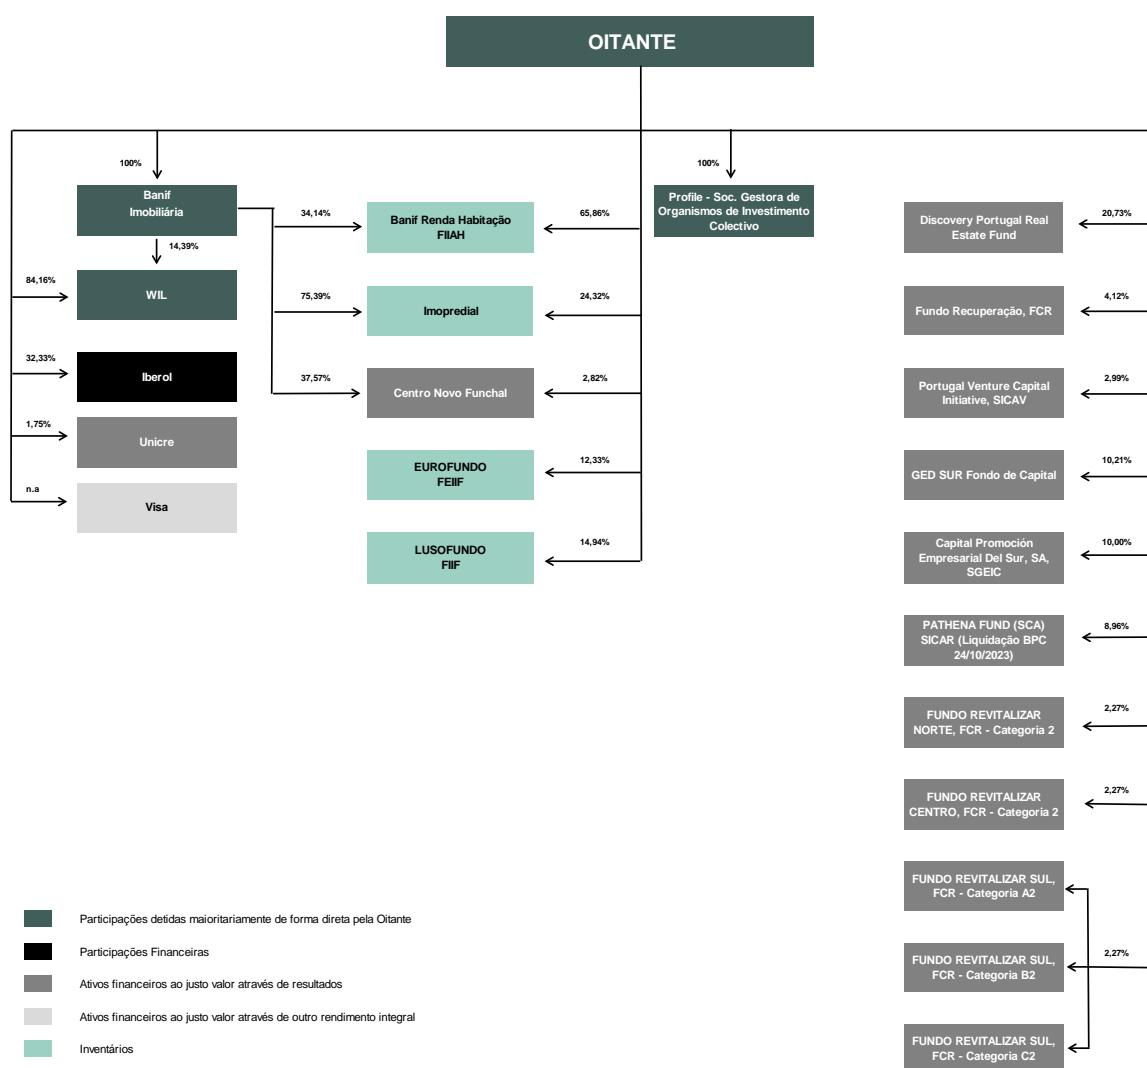 OITANTE
100%
Banif
Imobiliária
14,39%
84,16%
WIL
32,33%
Iberol
1,75%
Unicre
n.a
Visa
34,14%
Banif Renda Habitação
FIIAH
65,86%
75,39%
Imopredial
24,32%
37,57%
Centro Novo Funchal
2,82%
EUROFUNDO
FEIIF
12,33%
LUSOFUNDO
FIIF
14,94%
100%
Profile - Soc. Gestora de
Organismos de Investimento
Colectivo
Discovery Portugal Real
Estate Fund
20,73%
Fundo Recuperação, FCR
4,12%
Portugal Venture Capital
Initiative, SICAV
2,99%
GED SUR Fondo de Capital
10,21%
Capital Promoción
Empresarial Del Sur, SA,
SGEIC
10,00%
PATHENA FUND (SCA)
SICAR (Liquidação BPC
24/10/2023)
8,96%
FUNDO REVITALIZAR
NORTE, FCR - Categoria 2
2,27%
FUNDO REVITALIZAR
CENTRO, FCR - Categoria 2
2,27%
FUNDO REVITALIZAR SUL,
FCR - Categoria A2
FUNDO REVITALIZAR SUL,
FCR - Categoria B2
2,27%
FUNDO REVITALIZAR SUL,
FCR - Categoria C2
Participações detidas maioritariamente de forma direta pela Oitante
Participações Financeiras
Ativos financeiros ao justo valor através de resultados
Ativos financeiros ao justo valor através de outro rendimento integral
Inventários